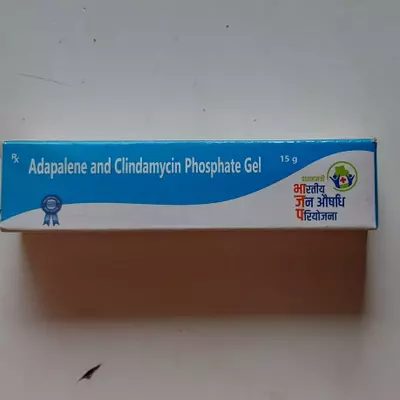 Rx
Adapalene and Clindamycin Phosphate Gel
15 g
प्रधानमंत्री
भारतीय
जन औषधि
परियोजना